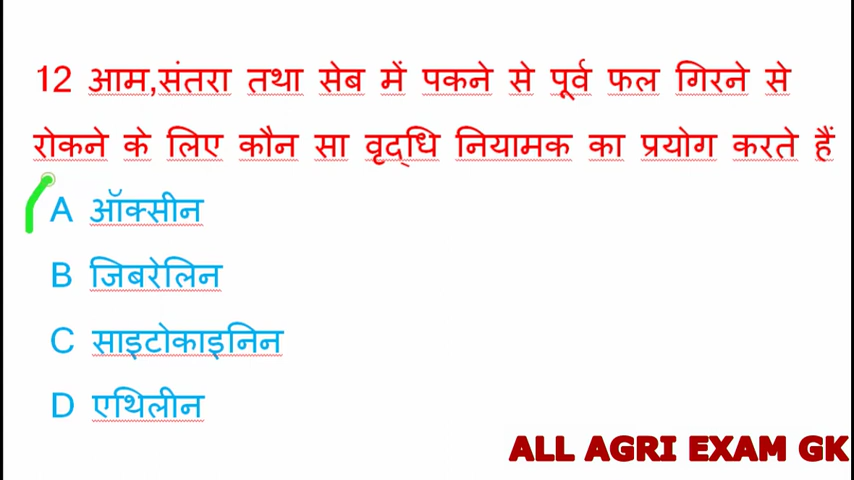 12 आम,संतरा तथा सेब में पकने से पूर्व फल गिरने से
रोकने के लिए कौन सा वृद्‌धि नियामक का प्रयोग करते हैं
A ऑक्सीन
B जिबरेलिन
C साइटोकाइनिन
D एथिलीन
ALL AGRI EXAM GK